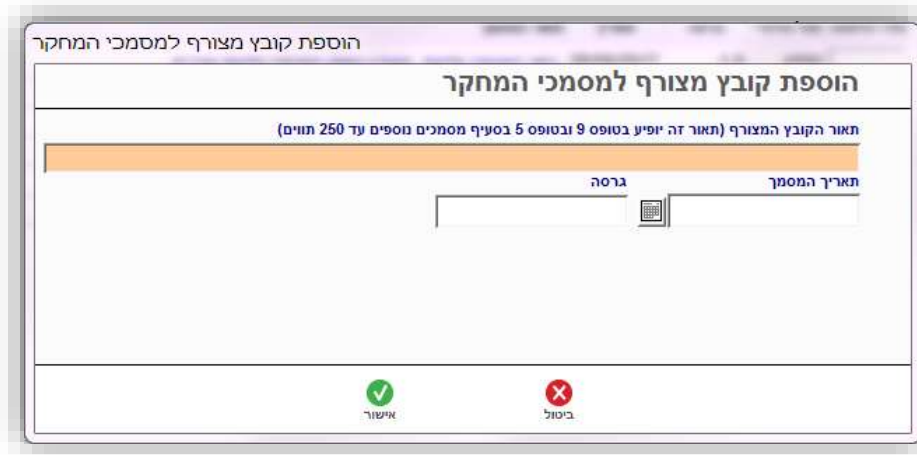 הוספת קובץ מצורף למסמכי המחקר
הוספת קובץ מצורף למסמכי המחקר
תאור הקובץ המצורף (תאור זה יופיע בטופס 9 ובטופס 5 בסעיף מסמכים נוספים עד 250 תווים)
תאריך המסמך גרסה
ביטול אישור